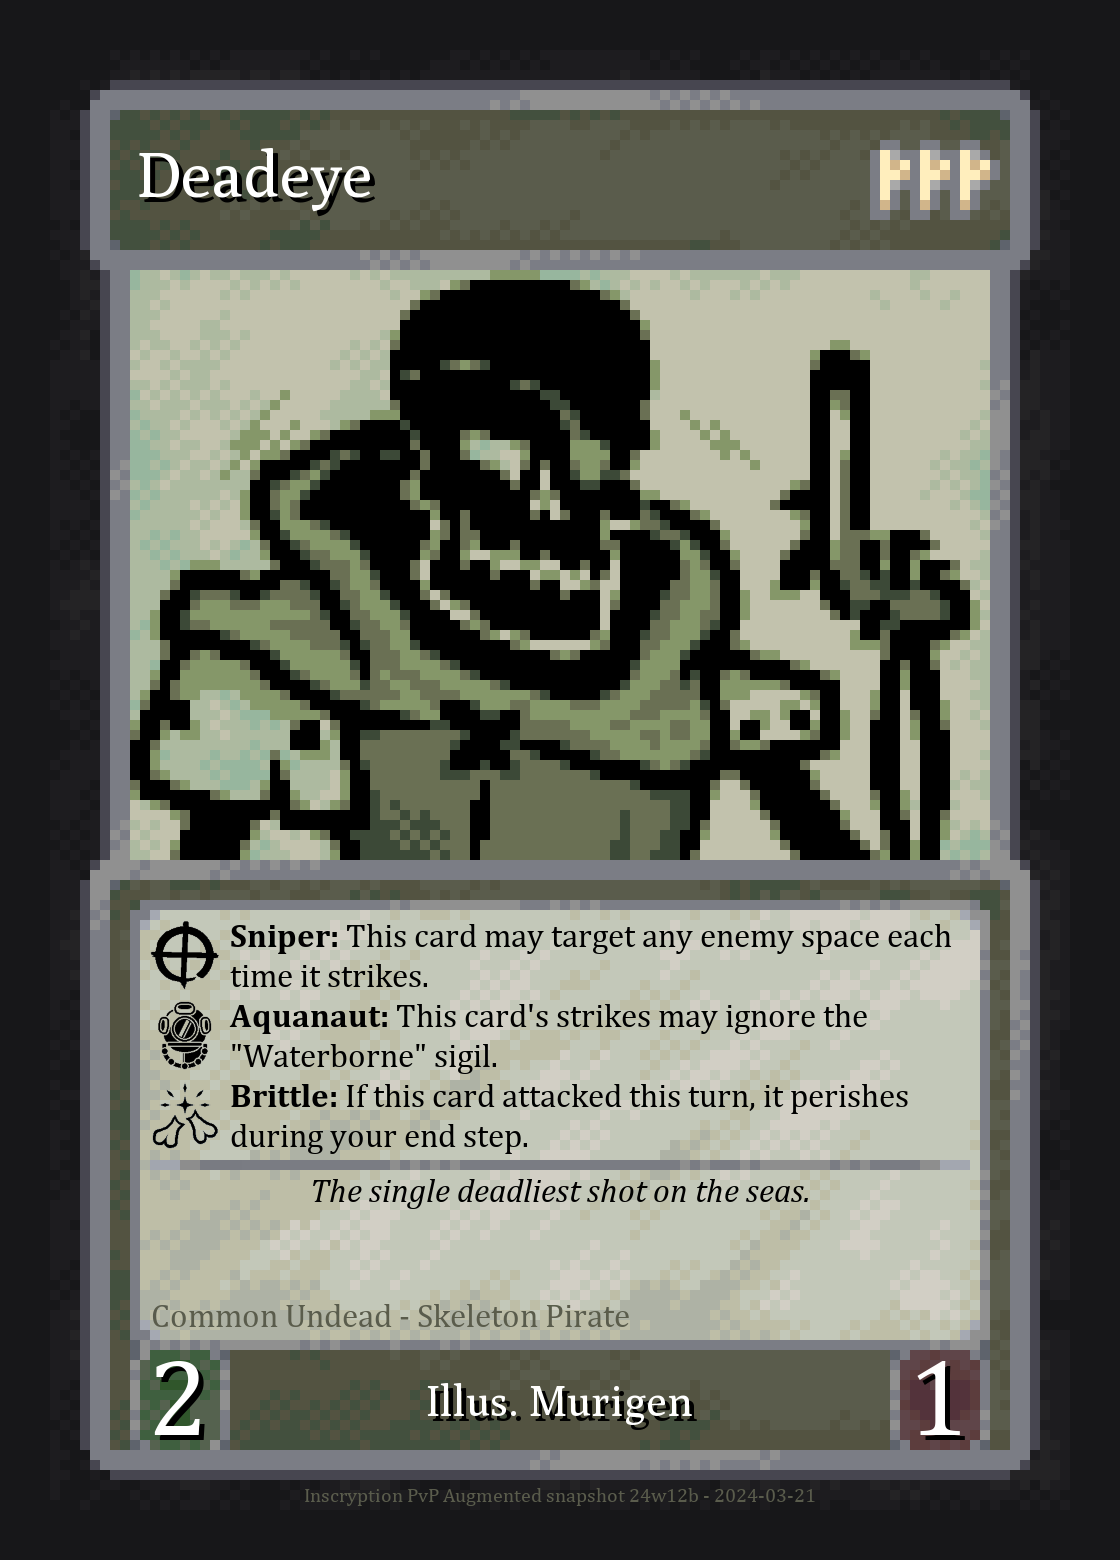 Deadeye
Sniper: This card may target any enemy space each
time it strikes.
Aquanaut: This card's strikes may ignore the
"Waterborne" sigil.
Brittle: If this card attacked this turn, it perishes
during your end step.
The single deadliest shot on the seas.
Common Undead - Skeleton Pirate
2
Illus. Murigen
1
Inscryption PvP Augmented snapshot 24w12b - 2024-03-21